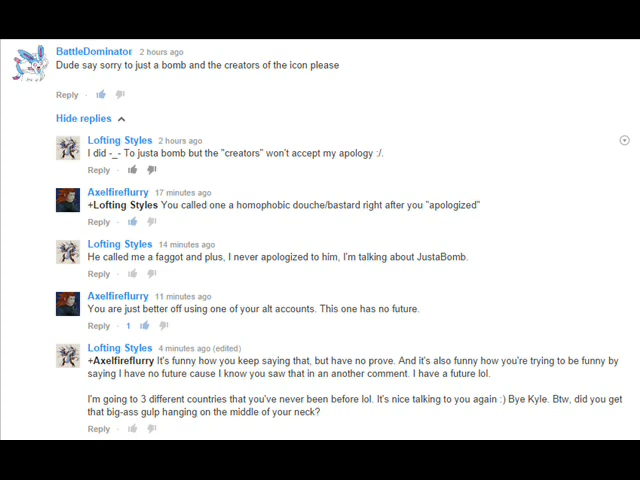 BattleDominator 2 hours ago
Dude say sorry to just a bomb and the creators of the icon please
Reply ·
Hide replies
Lofting Styles 2 hours ago
I did -_- To justa bomb but the "creators" won't accept my apology :/.
Reply ·
Axelfireflurry 17 minutes ago
+Lofting Styles You called one a homophobic douche/bastard right after you "apologized"
Reply ·
Lofting Styles 14 minutes ago
He called me a faggot and plus, I never apologized to him, I'm talking about JustaBomb.
Reply ·
Axelfireflurry 11 minutes ago
You are just better off using one of your alt accounts. This one has no future.
Reply · 1
Lofting Styles 4 minutes ago (edited)
+Axelfireflurry It's funny how you keep saying that, but have no prove. And it's also funny how you're trying to be funny by
saying I have no future cause I know you saw that in an another comment. I have a future lol.
I'm going to 3 different countries that you've never been before lol. It's nice talking to you again :) Bye Kyle. Btw, did you get
that big-ass gulp hanging on the middle of your neck?
Reply ·